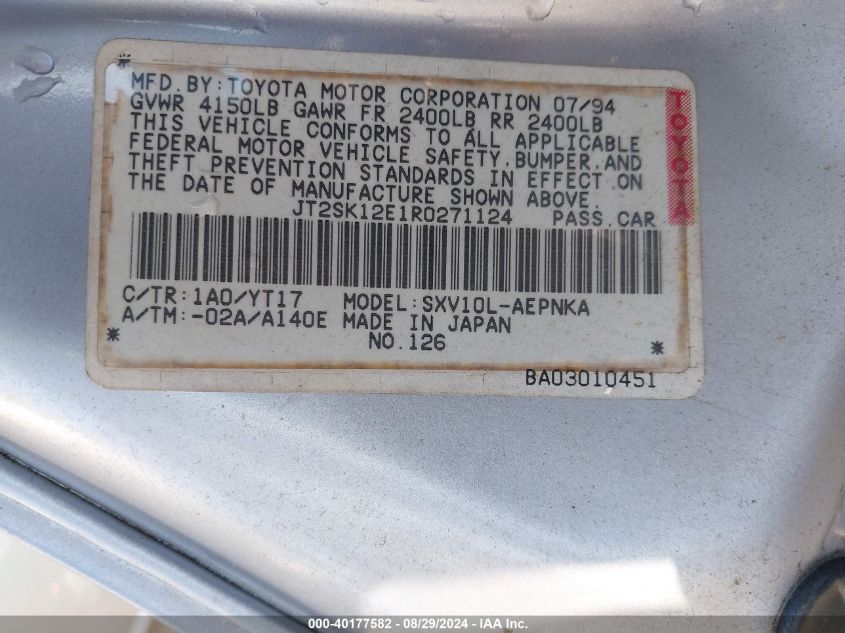 MFD. BY: TOYOTA MOTOR CORPORATION 07/94
GVWR 4150LB GAWR FR 2400LB RR 2400LB
THIS VEHICLE CONFORMS TO ALL APPLICABLE
FEDERAL MOTOR VEHICLE SAFETY, BUMPER, AND
THEFT PREVENTION STANDARDS IN EFFECT ON
THE DATE OF MANUFACTURE SHOWN ABOVE.
JT2SK12E1R0271124 PASS. CAR
TOYOTA
C/TR: 1A0/YT17 MODEL: SXV10L-AEPNKA
A/TM: -02A/A140E MADE IN JAPAN
* NO. 126 *
BA03010451
000-40177582 - 08/29/2024 - IAA Inc.